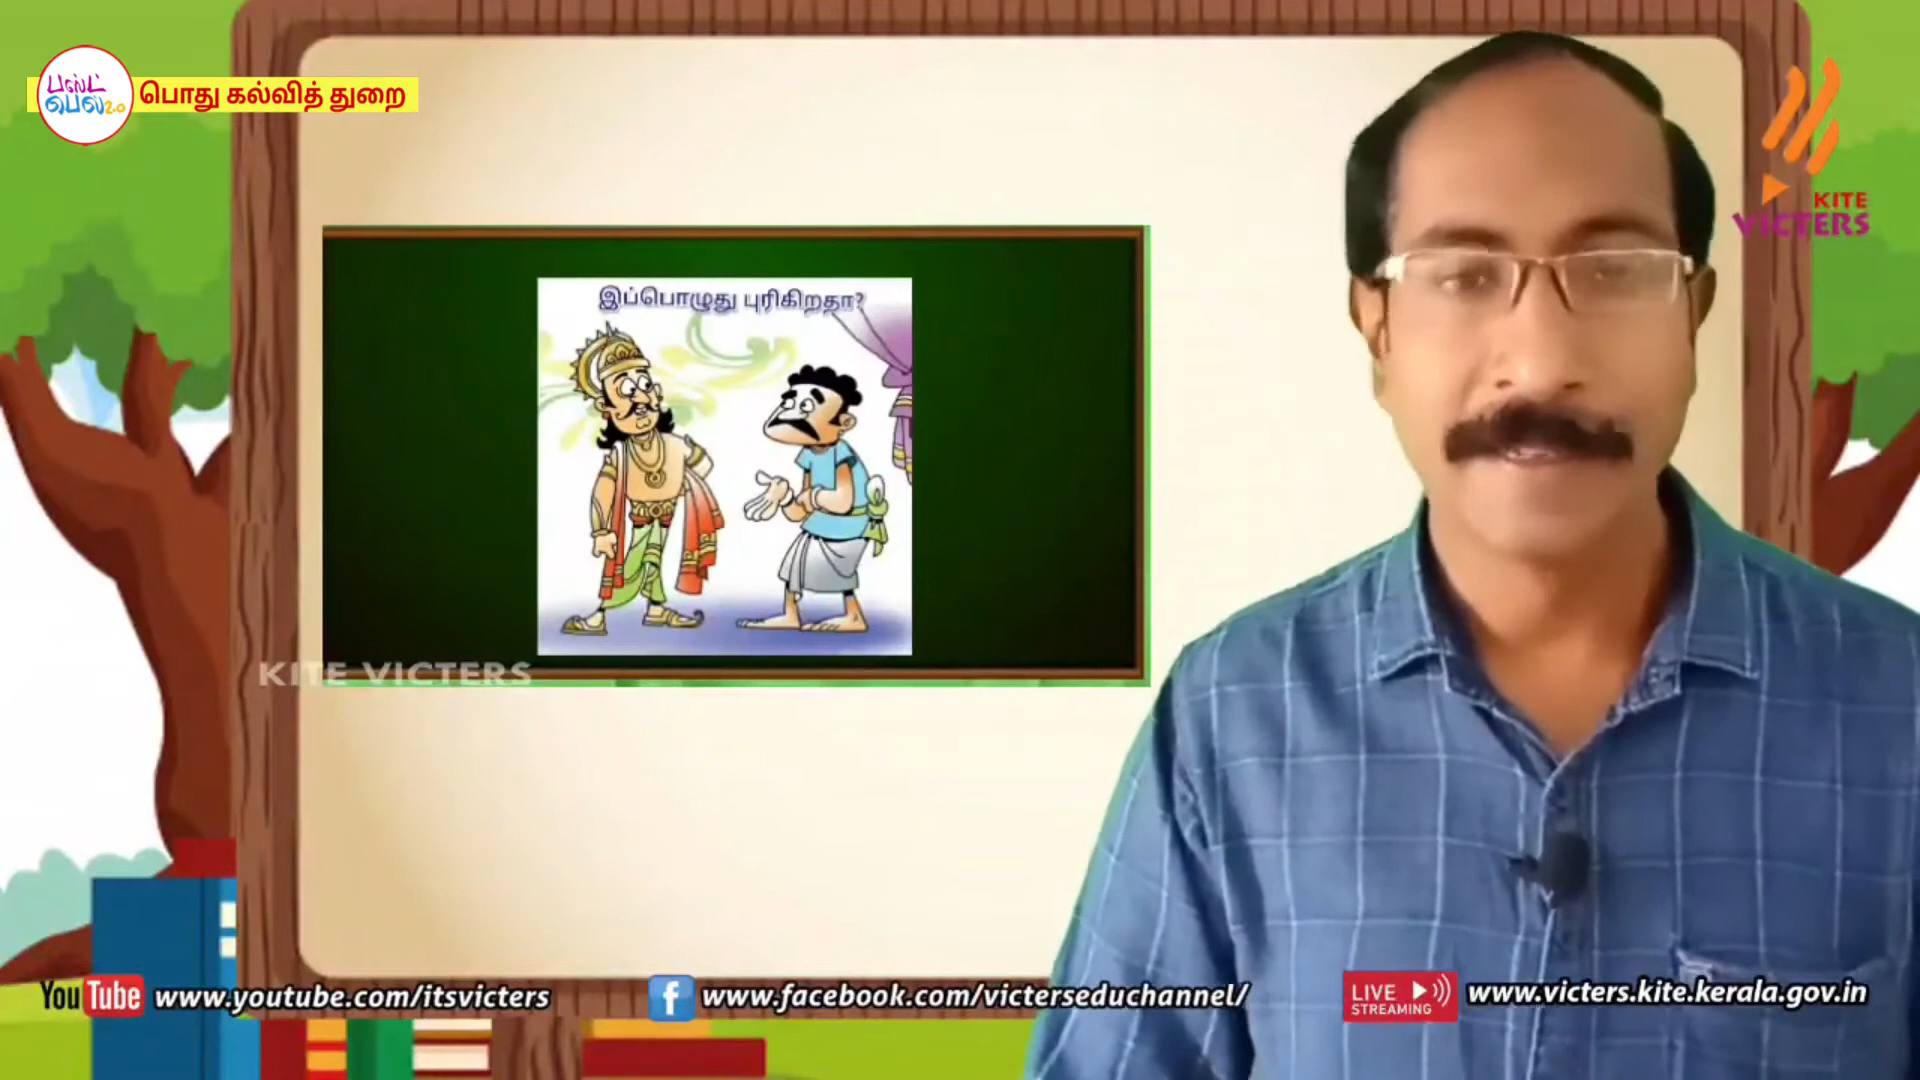 பஸ்ட்
பெல் 2.0
பொது கல்வித் துறை
KITE
VICTERS
இப்பொழுது புரிகிறதா?
KITE VICTERS
YouTube www.youtube.com/itsvicters
f www.facebook.com/victerseduchannel/
LIVE
STREAMING
www.victers.kite.kerala.gov.in